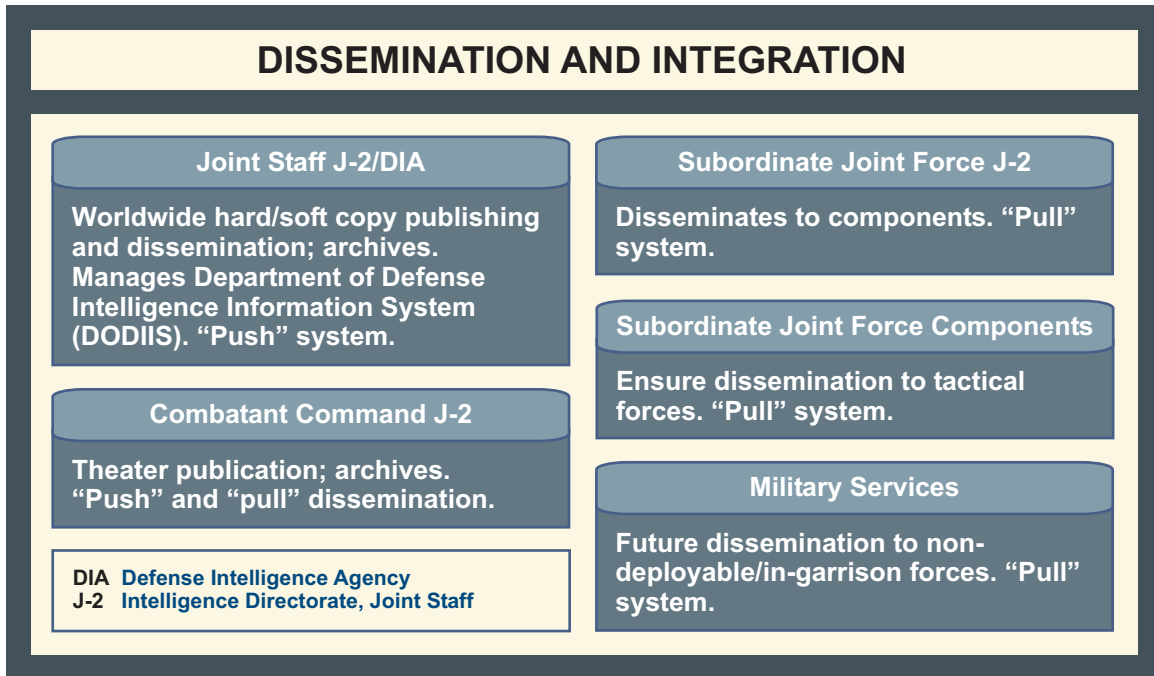 DISSEMINATION AND INTEGRATION
Joint Staff J-2/DIA
Worldwide hard/soft copy publishing
and dissemination; archives.
Manages Department of Defense
Intelligence Information System
(DODIIS). “Push” system.
Combatant Command J-2
Theater publication; archives.
“Push” and “pull” dissemination.
DIA Defense Intelligence Agency
J-2 Intelligence Directorate, Joint Staff
Subordinate Joint Force J-2
Disseminates to components. “Pull”
system.
Subordinate Joint Force Components
Ensure dissemination to tactical
forces. “Pull” system.
Military Services
Future dissemination to non-
deployable/in-garrison forces. “Pull”
system.